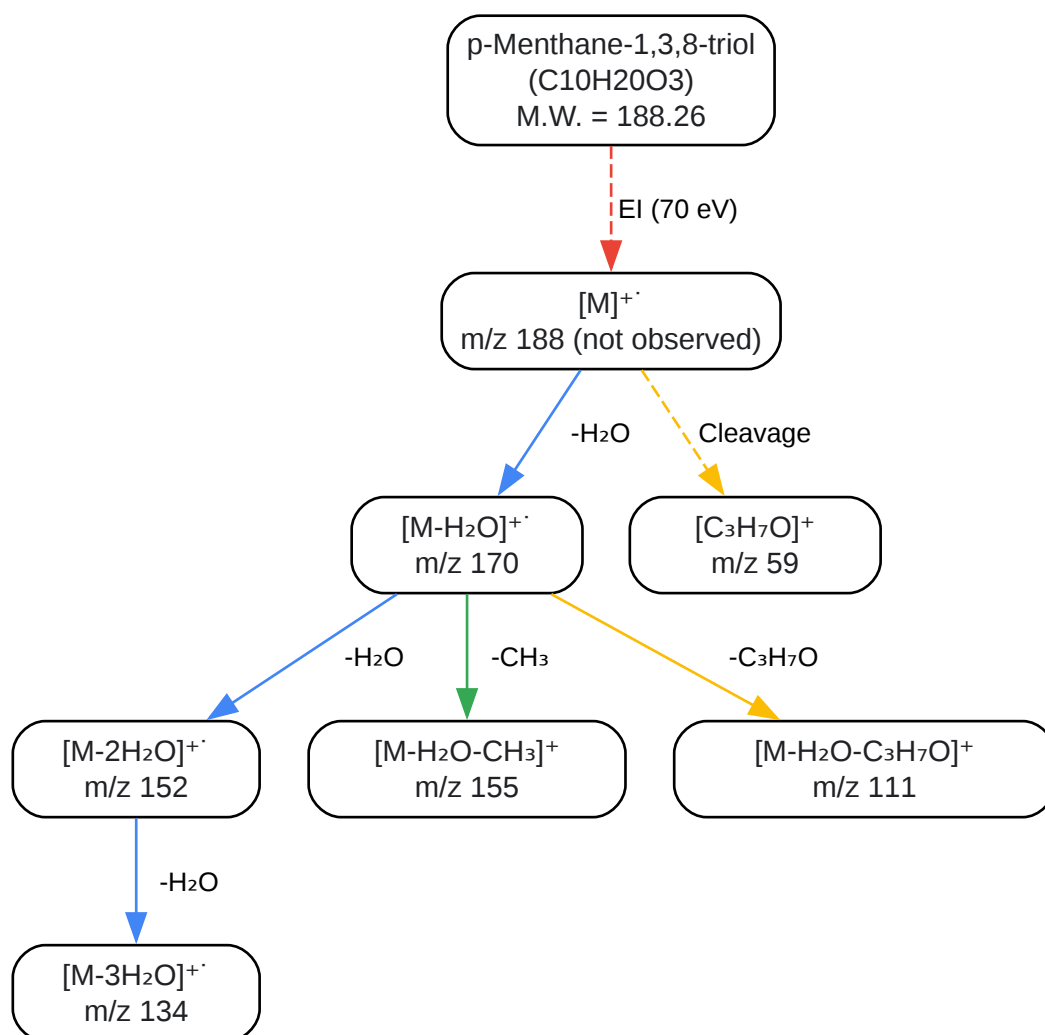 p-Menthane-1,3,8-triol
(C10H20O3)
M.W. = 188.26
EI (70 eV)
[M]⁺˙
m/z 188 (not observed)
-H₂O
Cleavage
[M-H₂O]⁺˙
m/z 170
[C₃H₇O]⁺
m/z 59
-H₂O
-CH₃
-C₃H₇O
[M-2H₂O]⁺˙
m/z 152
[M-H₂O-CH₃]⁺
m/z 155
[M-H₂O-C₃H₇O]⁺
m/z 111
-H₂O
[M-3H₂O]⁺˙
m/z 134